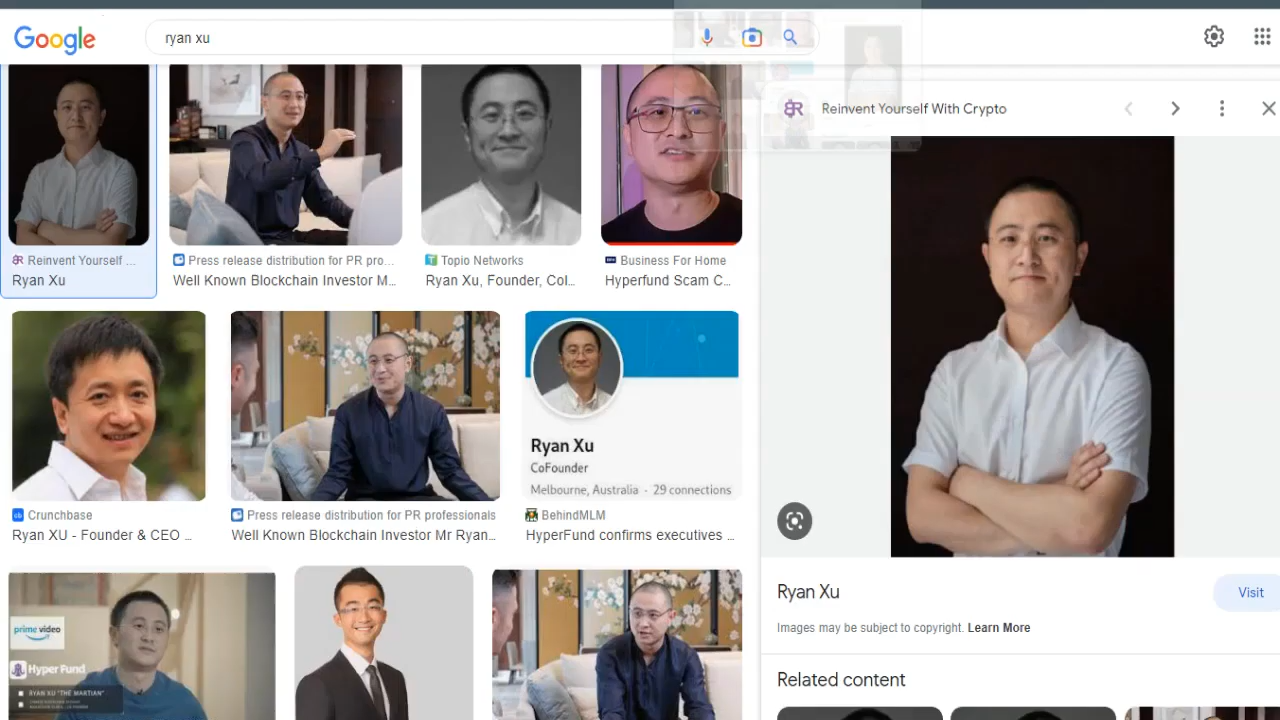 Google
ryan xu
Reinvent Yourself ...
Ryan Xu
Press release distribution for PR pro...
Well Known Blockchain Investor M...
Topio Networks
Ryan Xu, Founder, Col...
Business For Home
Hyperfund Scam C...
Reinvent Yourself With Crypto
Ryan Xu
CoFounder
Melbourne, Australia · 29 connections
Crunchbase
Ryan XU - Founder & CEO ...
Press release distribution for PR professionals
Well Known Blockchain Investor Mr Ryan...
BehindMLM
HyperFund confirms executives ...
prime video
Hyper Fund
RYAN XU "THE MARTIAN"
Ryan Xu
Visit
Images may be subject to copyright. Learn More
Related content